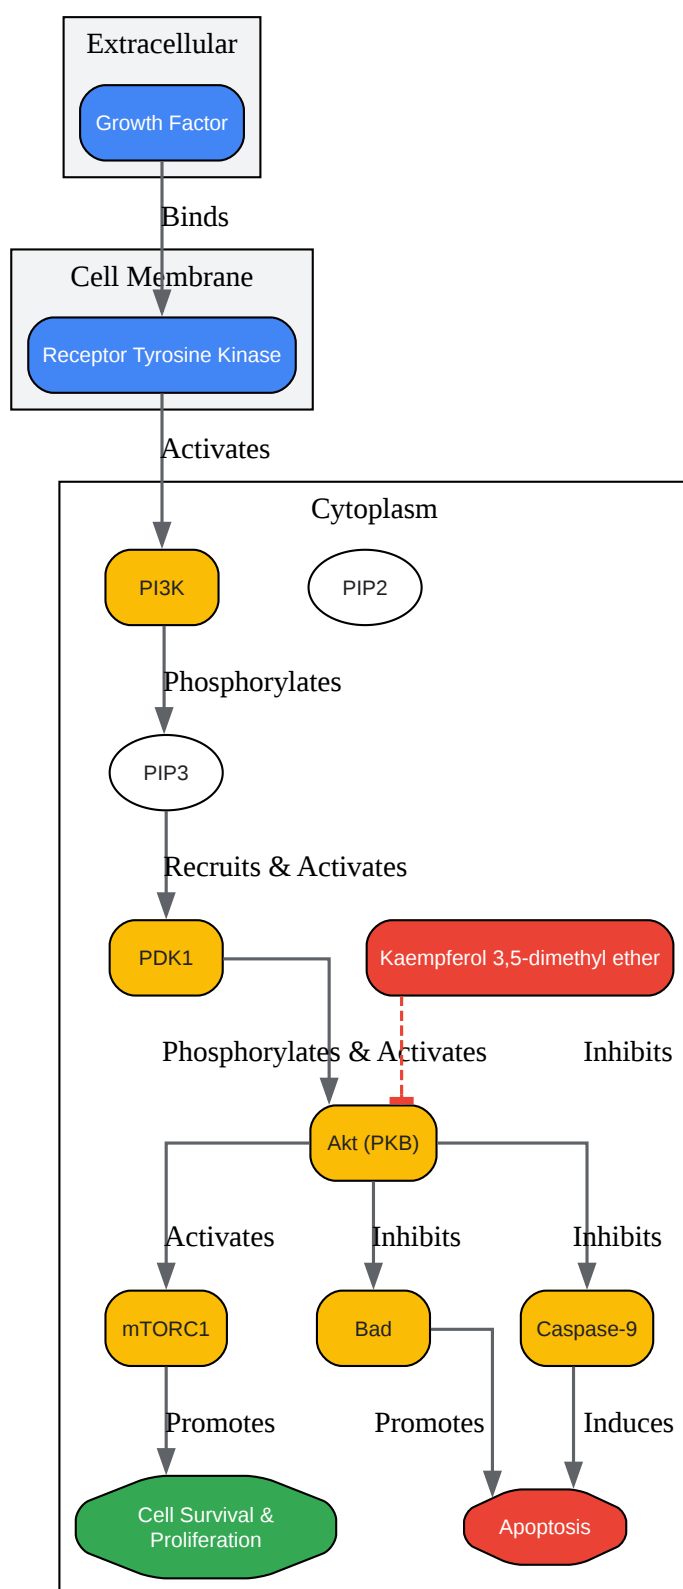 Extracellular
Growth Factor
Binds
Cell Membrane
Receptor Tyrosine Kinase
Activates
Cytoplasm
PI3K
PIP2
Phosphorylates
PIP3
Recruits & Activates
PDK1
Kaempferol 3,5-dimethyl ether
Phosphorylates & Activates
Inhibits
Akt (PKB)
Activates
Inhibits
Inhibits
mTORC1
Bad
Caspase-9
Promotes
Promotes
Induces
Cell Survival &
Proliferation
Apoptosis